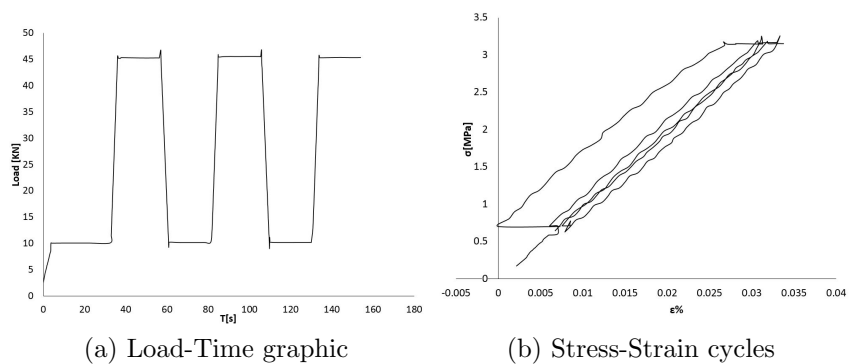 50
45
40
35
30
25
20
15
10
5
0
Load [KN]
0 20 40 60 80 100 120 140 160 180
T[s]
(a) Load-Time graphic
3.5
3
2.5
2
1.5
1
0.5
0
σ[MPa]
-0.005 0 0.005 0.01 0.015 0.02 0.025 0.03 0.035 0.04
ε%
(b) Stress-Strain cycles